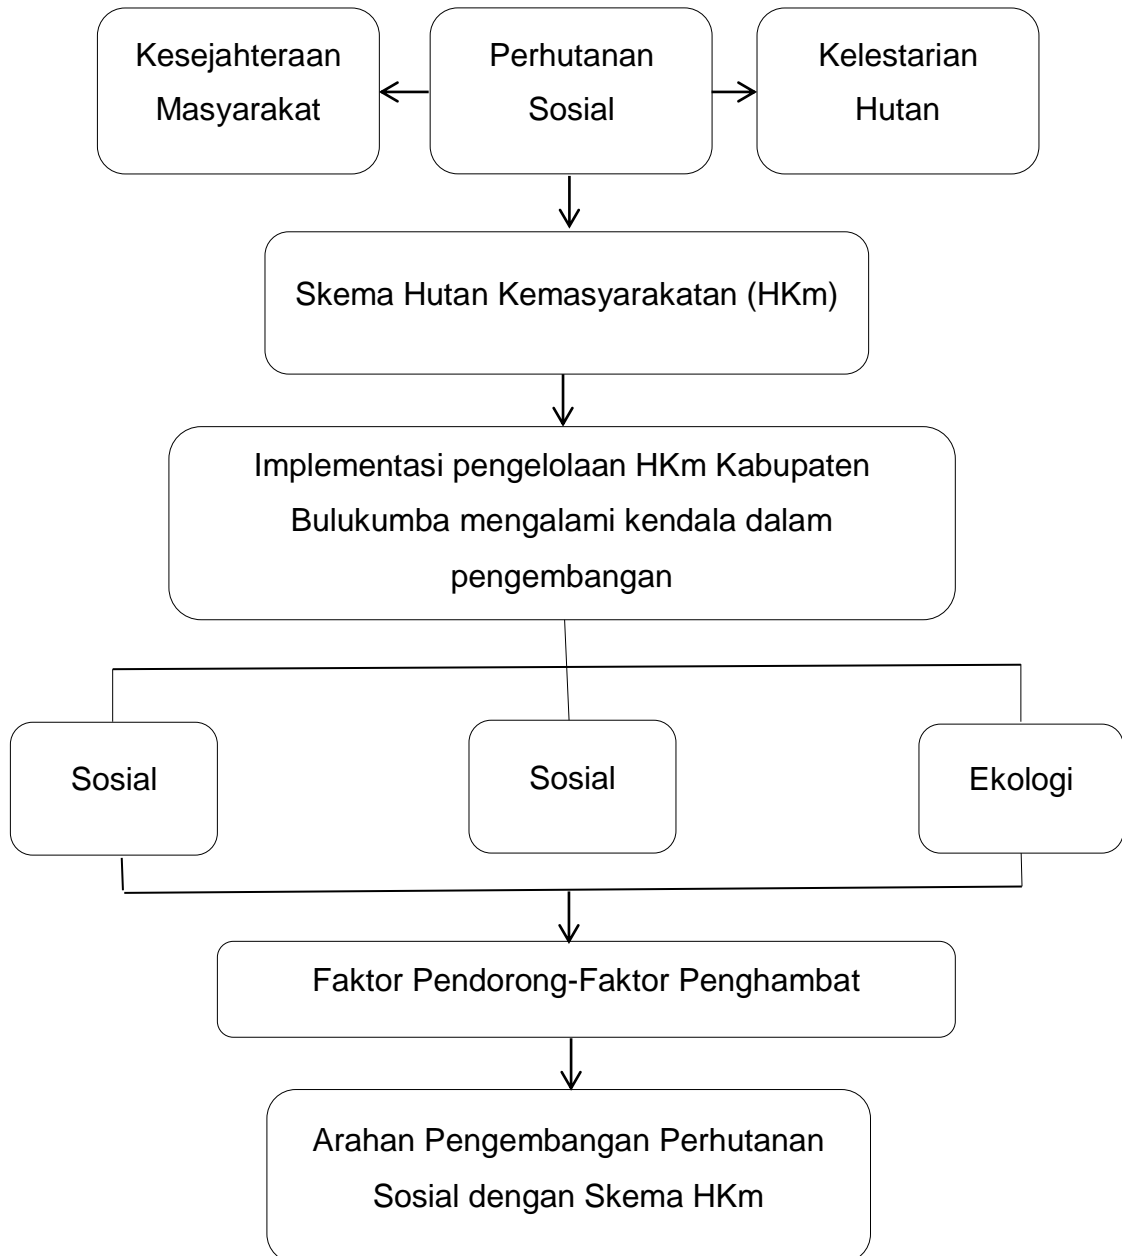 Kesejahteraan
Masyarakat
Perhutanan
Sosial
Kelestarian
Hutan
Skema Hutan Kemasyarakatan (HKm)
Implementasi pengelolaan HKm Kabupaten
Bulukumba mengalami kendala dalam
pengembangan
Sosial
Sosial
Ekologi
Faktor Pendorong-Faktor Penghambat
Arahan Pengembangan Perhutanan
Sosial dengan Skema HKm